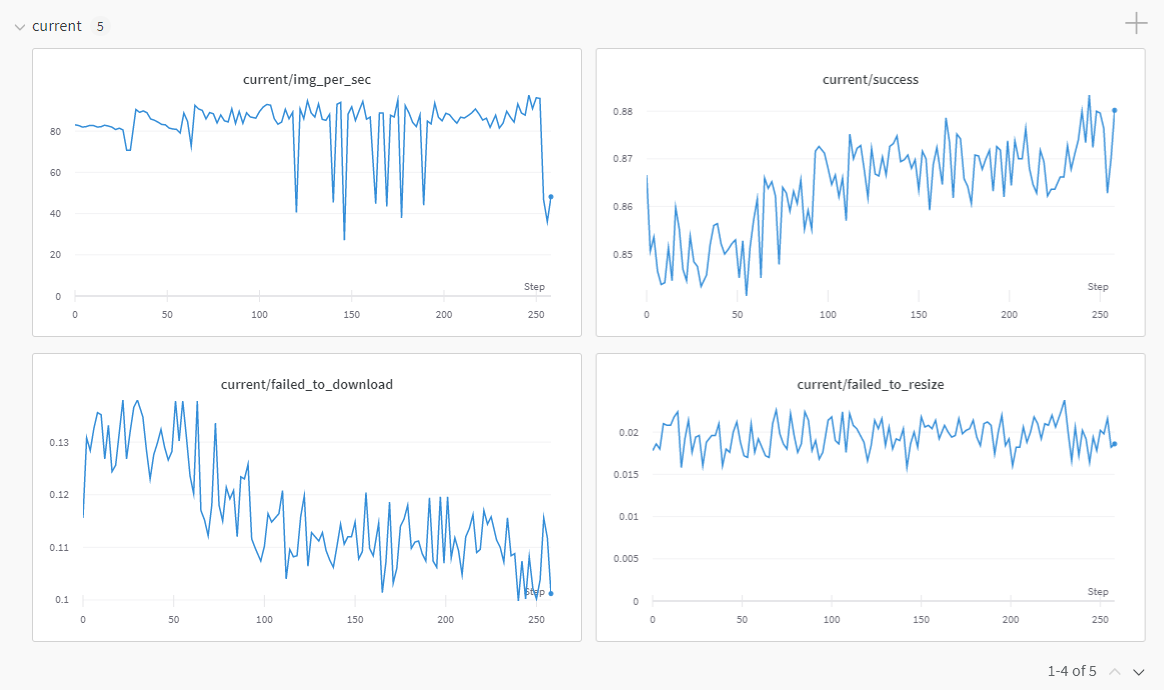 current 5
current/img_per_sec
80
60
40
20
0
Step
0 50 100 150 200 250
current/success
0.88
0.87
0.86
0.85
Step
0 50 100 150 200 250
current/failed_to_download
0.13
0.12
0.11
0.1
Step
0 50 100 150 200 250
current/failed_to_resize
0.02
0.015
0.01
0.005
0
Step
0 50 100 150 200 250
1-4 of 5